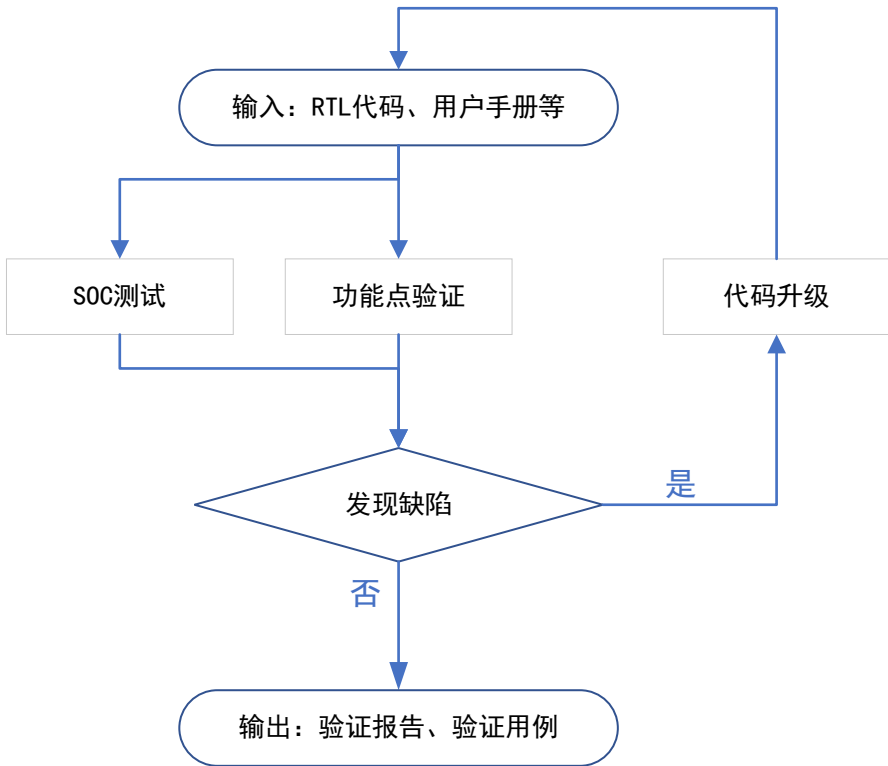 输入：RTL代码、用户手册等
SOC测试
功能点验证
代码升级
发现缺陷
是
否
输出：验证报告、验证用例